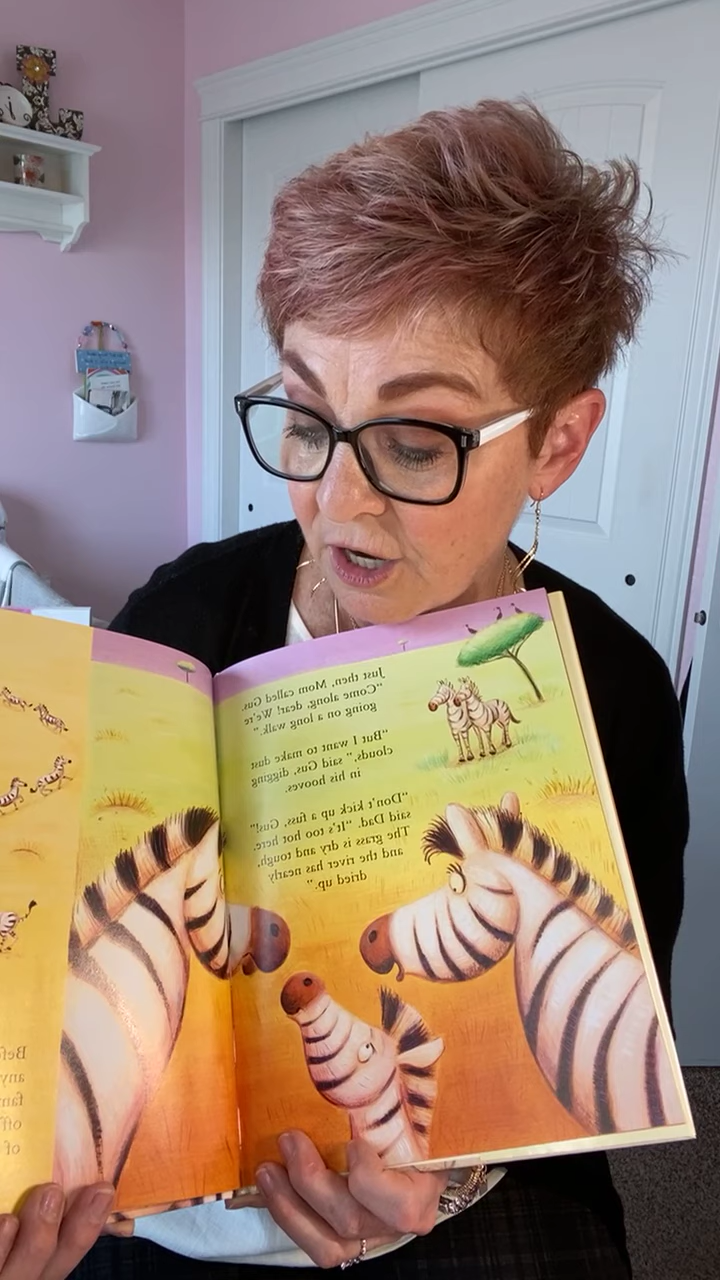 Just then, Mom called Gus.
"Come along, dear! We're
going on a long walk."
"But I want to make dust
clouds," said Gus, digging
in his hooves.
"Don't kick up a fuss, Gus!"
said Dad. "It's too hot here.
The grass is dry and tough,
and the river has nearly
dried up."